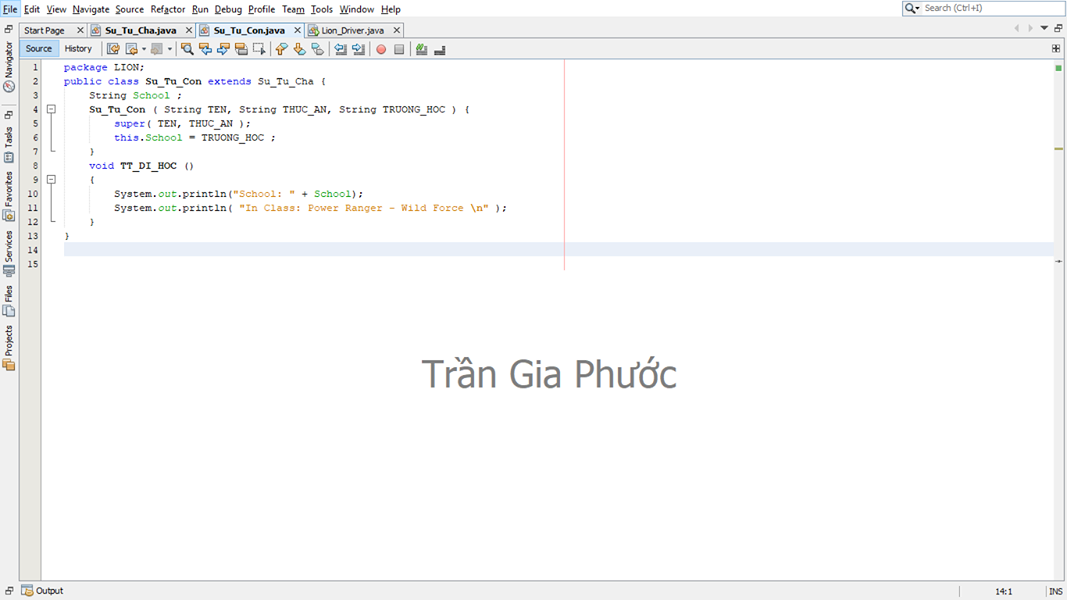 File Edit View Navigate Source Refactor Run Debug Profile Team Tools Window Help
Search (Ctrl+I)
Start Page Su_Tu_Cha.java Su_Tu_Con.java Lion_Driver.java
Source History
1 package LION;
2 public class Su_Tu_Con extends Su_Tu_Cha {
3 String School ;
4 Su_Tu_Con ( String TEN, String THUC_AN, String TRUONG_HOC ) {
5 super( TEN, THUC_AN );
6 this.School = TRUONG_HOC ;
7 }
8 void TT_DI_HOC ()
9 {
10 System.out.println("School: " + School);
11 System.out.println( "In Class: Power Ranger - Wild Force \n" );
12 }
13 }
14
15
Navigator
Tasks
Favorites
Services
Files
Projects
Trần Gia Phước
Output
14:1 INS